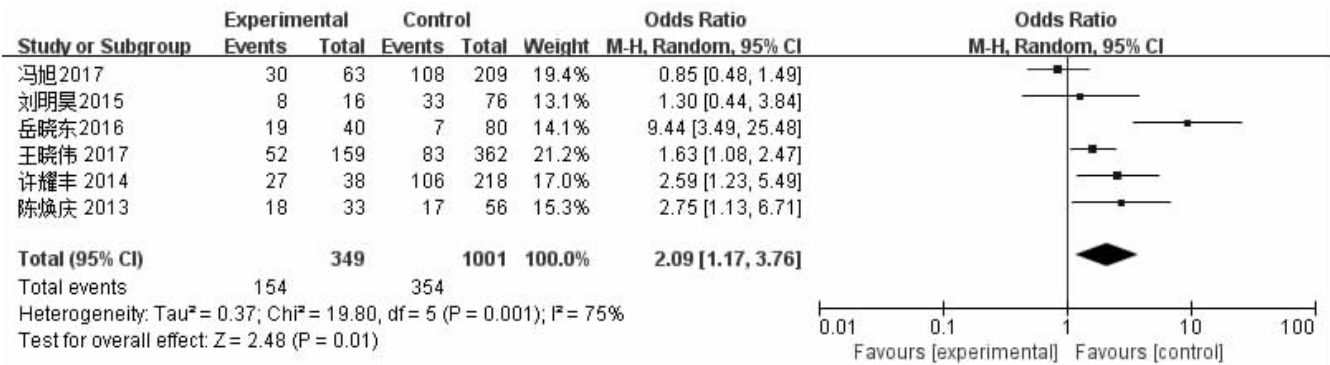 Experimental Control Odds Ratio Odds Ratio
Study or Subgroup Events Total Events Total Weight M-H, Random, 95% CI M-H, Random, 95% CI
冯旭2017 30 63 108 209 19.4% 0.85 [0.48, 1.49]
刘明昊2015 8 16 33 76 13.1% 1.30 [0.44, 3.84]
岳晓东2016 19 40 7 80 14.1% 9.44 [3.49, 25.48]
王晓伟 2017 52 159 83 362 21.2% 1.63 [1.08, 2.47]
许耀丰 2014 27 38 106 218 17.0% 2.59 [1.23, 5.49]
陈焕庆 2013 18 33 17 56 15.3% 2.75 [1.13, 6.71]
Total (95% CI) 349 1001 100.0% 2.09 [1.17, 3.76]
Total events 154 354
Heterogeneity: Tau² = 0.37; Chi² = 19.80, df = 5 (P = 0.001); I² = 75%
Test for overall effect: Z = 2.48 (P = 0.01)
0.01 0.1 1 10 100
Favours [experimental] Favours [control]